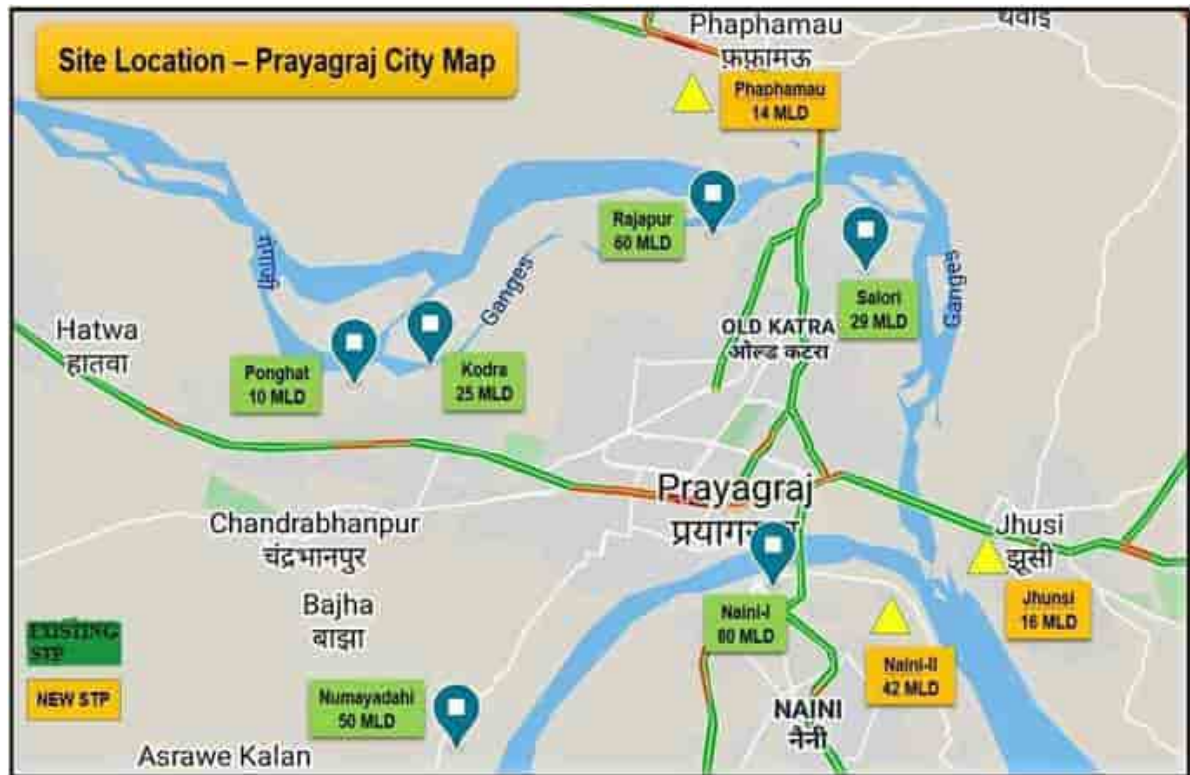 Site Location – Prayagraj City Map
Phaphamau
फ़फ़ामऊ
Phaphamau
14 MLD
Rajapur
60 MLD
Salori
29 MLD
Ganges
Ganges
Hatwa
हातवा
Ponghat
10 MLD
Kodra
25 MLD
OLD KATRA
ओल्ड कटरा
Prayagraj
Chandrabhanpur
चंद्रभानपुर
Jhusi
झूसी
Jhunsi
16 MLD
Bajha
बाझा
Naini-I
80 MLD
Naini-II
42 MLD
EXISTING
STP
NEW STP
Numayadahi
50 MLD
NAINI
नैनी
Asrawe Kalan